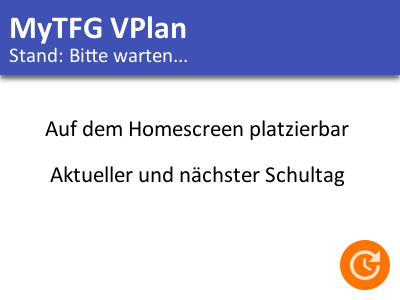 MyTFG VPlan
Stand: Bitte warten...
Auf dem Homescreen platzierbar
Aktueller und nächster Schultag